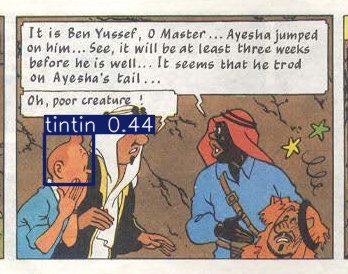 It is Ben Yussef, O Master... Ayesha jumped
on him... See, it will be at least three weeks
before he is well... It seems that he trod
on Ayesha's tail...
Oh, poor creature !
tintin 0.44